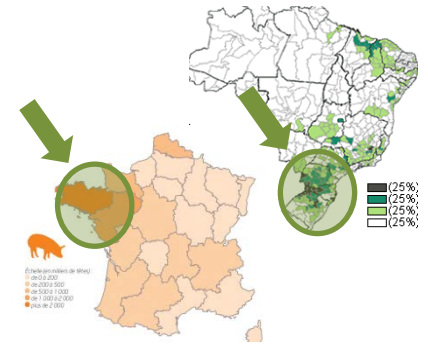 (25%)
(25%)
(25%)
(25%)
Échelle (en milliers de têtes) :
de 0 à 200
de 200 à 500
de 500 à 1 000
de 1 000 à 2 000
plus de 2 000